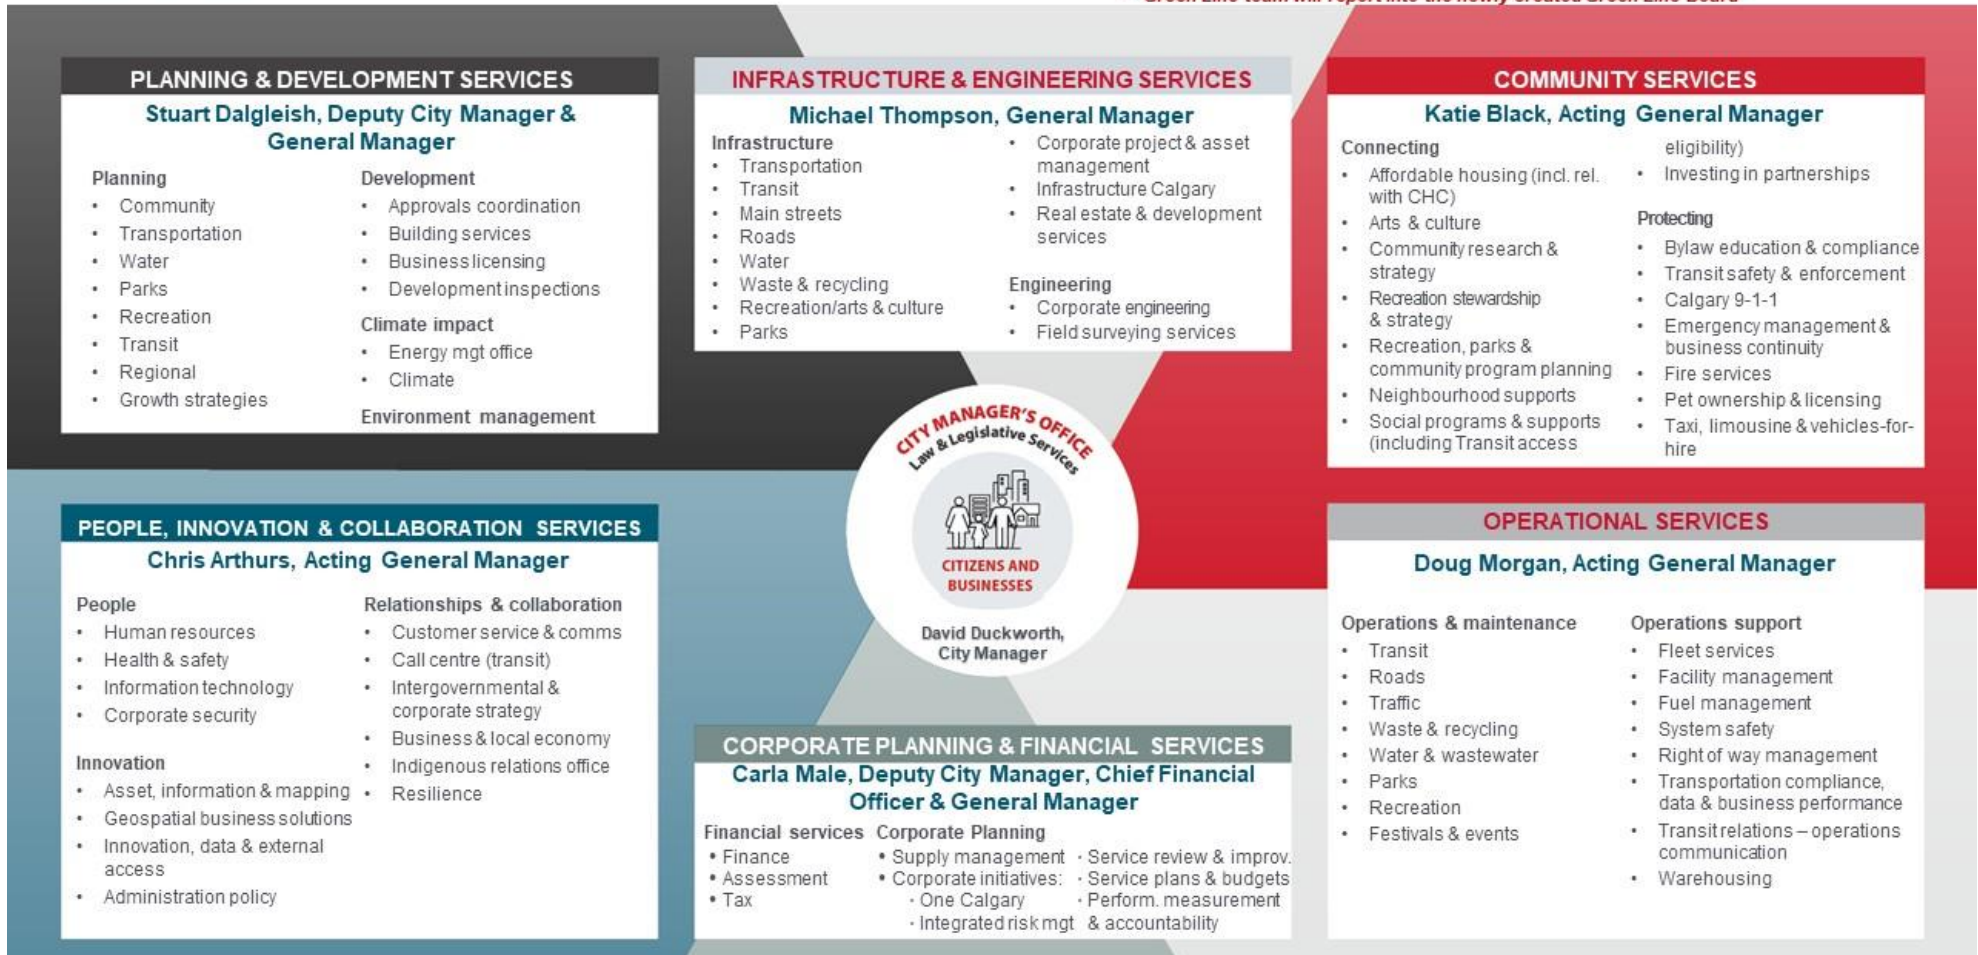 Green Line team will report into the newly created Green Line Board
PLANNING & DEVELOPMENT SERVICES
Stuart Dalgleish, Deputy City Manager &
General Manager
Planning
• Community
• Transportation
• Water
• Parks
• Recreation
• Transit
• Regional
• Growth strategies
Development
• Approvals coordination
• Building services
• Business licensing
• Development inspections
Climate impact
• Energy mgt office
• Climate
Environment management
INFRASTRUCTURE & ENGINEERING SERVICES
Michael Thompson, General Manager
Infrastructure
• Transportation
• Transit
• Main streets
• Roads
• Water
• Waste & recycling
• Recreation/arts & culture
• Parks
• Corporate project & asset
management
• Infrastructure Calgary
• Real estate & development
services
Engineering
• Corporate engineering
• Field surveying services
COMMUNITY SERVICES
Katie Black, Acting General Manager
Connecting
• Affordable housing (incl. rel.
with CHC)
• Arts & culture
• Community research &
strategy
• Recreation stewardship
& strategy
• Recreation, parks &
community program planning
• Neighbourhood supports
• Social programs & supports
(including Transit access
eligibility)
• Investing in partnerships
Protecting
• Bylaw education & compliance
• Transit safety & enforcement
• Calgary 9-1-1
• Emergency management &
business continuity
• Fire services
• Pet ownership & licensing
• Taxi, limousine & vehicles-for-
hire
CITY MANAGER'S OFFICE
Law & Legislative Services
CITIZENS AND
BUSINESSES
David Duckworth,
City Manager
PEOPLE, INNOVATION & COLLABORATION SERVICES
Chris Arthurs, Acting General Manager
People
• Human resources
• Health & safety
• Information technology
• Corporate security
Innovation
• Asset, information & mapping
• Geospatial business solutions
• Innovation, data & external
access
• Administration policy
Relationships & collaboration
• Customer service & comms
• Call centre (transit)
• Intergovernmental &
corporate strategy
• Business & local economy
• Indigenous relations office
• Resilience
CORPORATE PLANNING & FINANCIAL SERVICES
Carla Male, Deputy City Manager, Chief Financial
Officer & General Manager
Financial services
• Finance
• Assessment
• Tax
Corporate Planning
• Supply management
• Corporate initiatives:
· One Calgary
· Integrated risk mgt
· Service review & improv.
· Service plans & budgets
· Perform. measurement
& accountability
OPERATIONAL SERVICES
Doug Morgan, Acting General Manager
Operations & maintenance
• Transit
• Roads
• Traffic
• Waste & recycling
• Water & wastewater
• Parks
• Recreation
• Festivals & events
Operations support
• Fleet services
• Facility management
• Fuel management
• System safety
• Right of way management
• Transportation compliance,
data & business performance
• Transit relations – operations
communication
• Warehousing